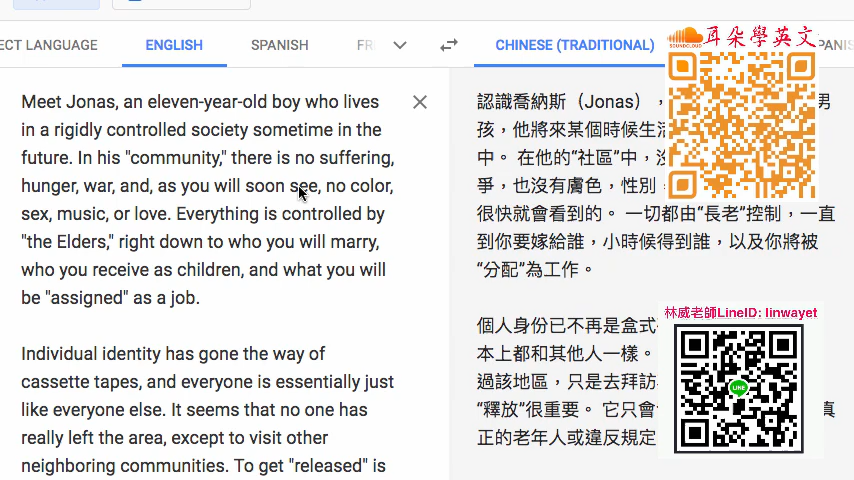 ECT LANGUAGE
ENGLISH
SPANISH
FR
CHINESE (TRADITIONAL)
PANIS
SOUNDCLOUD
耳朵學英文
Meet Jonas, an eleven-year-old boy who lives
in a rigidly controlled society sometime in the
future. In his "community," there is no suffering,
hunger, war, and, as you will soon see, no color,
sex, music, or love. Everything is controlled by
"the Elders," right down to who you will marry,
who you receive as children, and what you will
be "assigned" as a job.
Individual identity has gone the way of
cassette tapes, and everyone is essentially just
like everyone else. It seems that no one has
really left the area, except to visit other
neighboring communities. To get "released" is
認識喬納斯（Jonas），
男
孩，他將來某個時候生活
中。 在他的“社區”中，沒
爭，也沒有膚色，性別，
很快就會看到的。 一切都由“長老”控制，一直
到你要嫁給誰，小時候得到誰，以及你將被
“分配”為工作。
林威老師LineID: linwayet
個人身份已不再是盒式
本上都和其他人一樣。
過該地區，只是去拜訪
“釋放”很重要。 它只會
真
正的老年人或違反規定
LINE